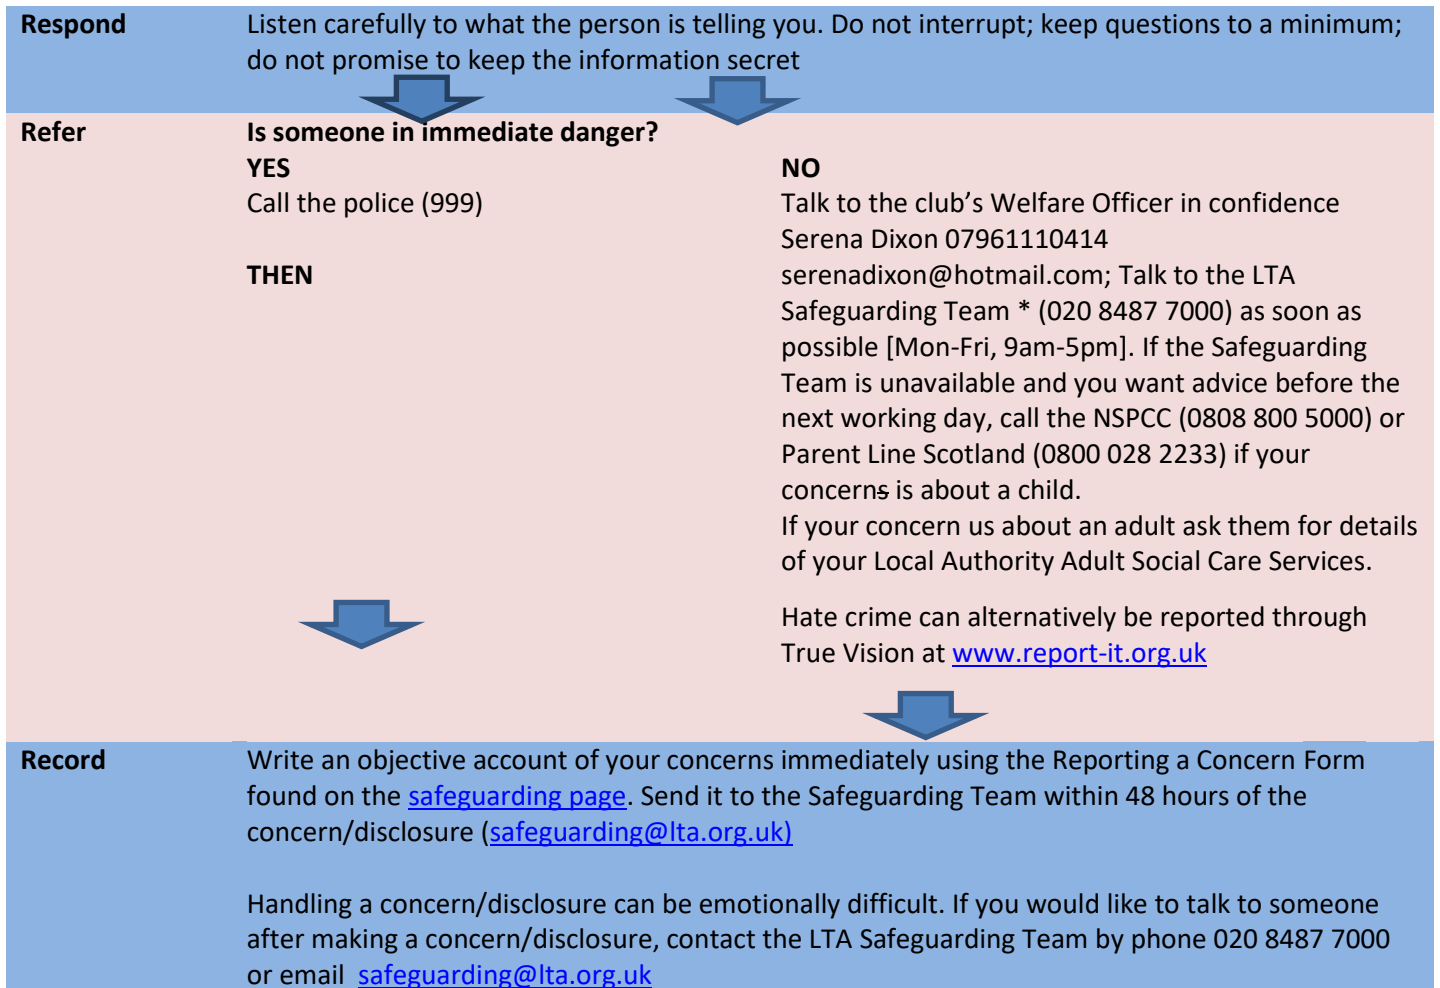 Respond
Listen carefully to what the person is telling you. Do not interrupt; keep questions to a minimum;
do not promise to keep the information secret
Refer
Is someone in immediate danger?
YES
Call the police (999)
THEN
NO
Talk to the club’s Welfare Officer in confidence
Serena Dixon 07961110414
serenadixon@hotmail.com; Talk to the LTA
Safeguarding Team * (020 8487 7000) as soon as
possible [Mon-Fri, 9am-5pm]. If the Safeguarding
Team is unavailable and you want advice before the
next working day, call the NSPCC (0808 800 5000) or
Parent Line Scotland (0800 028 2233) if your
concerns is about a child.
If your concern us about an adult ask them for details
of your Local Authority Adult Social Care Services.
Hate crime can alternatively be reported through
True Vision at www.report-it.org.uk
Record
Write an objective account of your concerns immediately using the Reporting a Concern Form
found on the safeguarding page. Send it to the Safeguarding Team within 48 hours of the
concern/disclosure (safeguarding@lta.org.uk)
Handling a concern/disclosure can be emotionally difficult. If you would like to talk to someone
after making a concern/disclosure, contact the LTA Safeguarding Team by phone 020 8487 7000
or email safeguarding@lta.org.uk